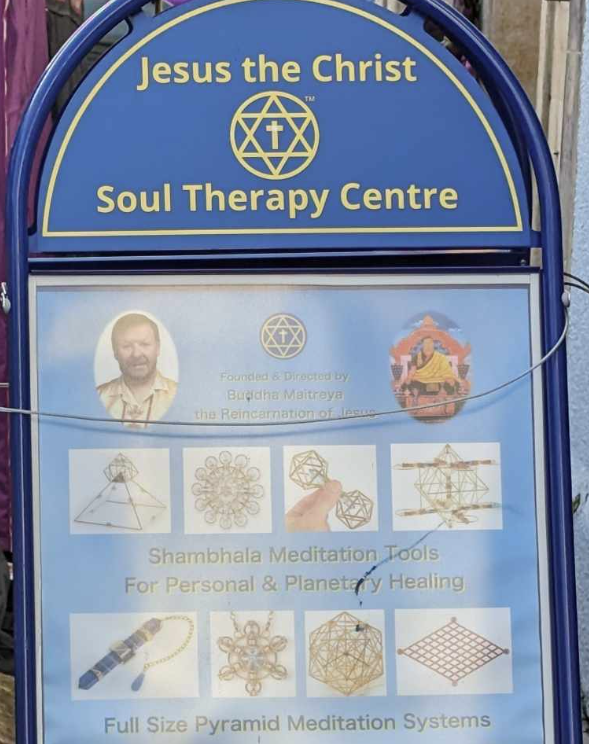 Jesus the Christ
TM
Soul Therapy Centre
Founded & Directed by
Buddha Maitreya
the Reincarnation of Jesus
Shambhala Meditation Tools
For Personal & Planetary Healing
Full Size Pyramid Meditation Systems